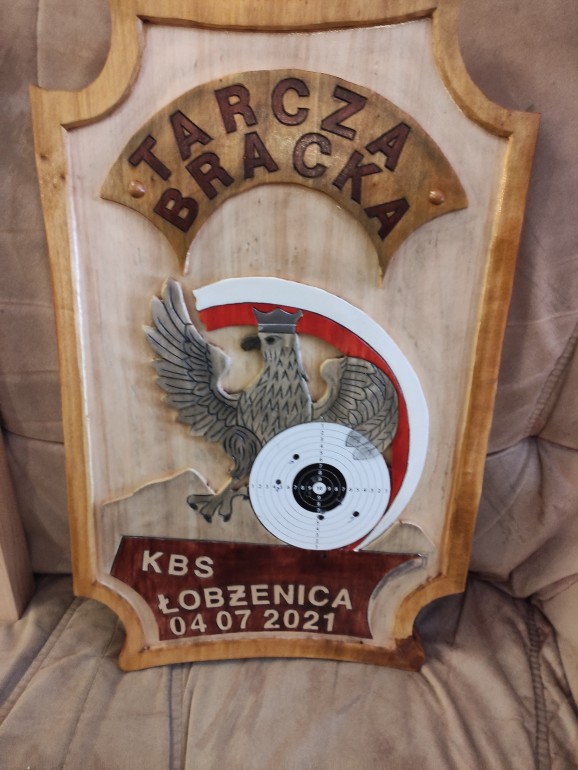 TARCZA
BRACKA
KBS
ŁOBŻENICA
04 07 2021